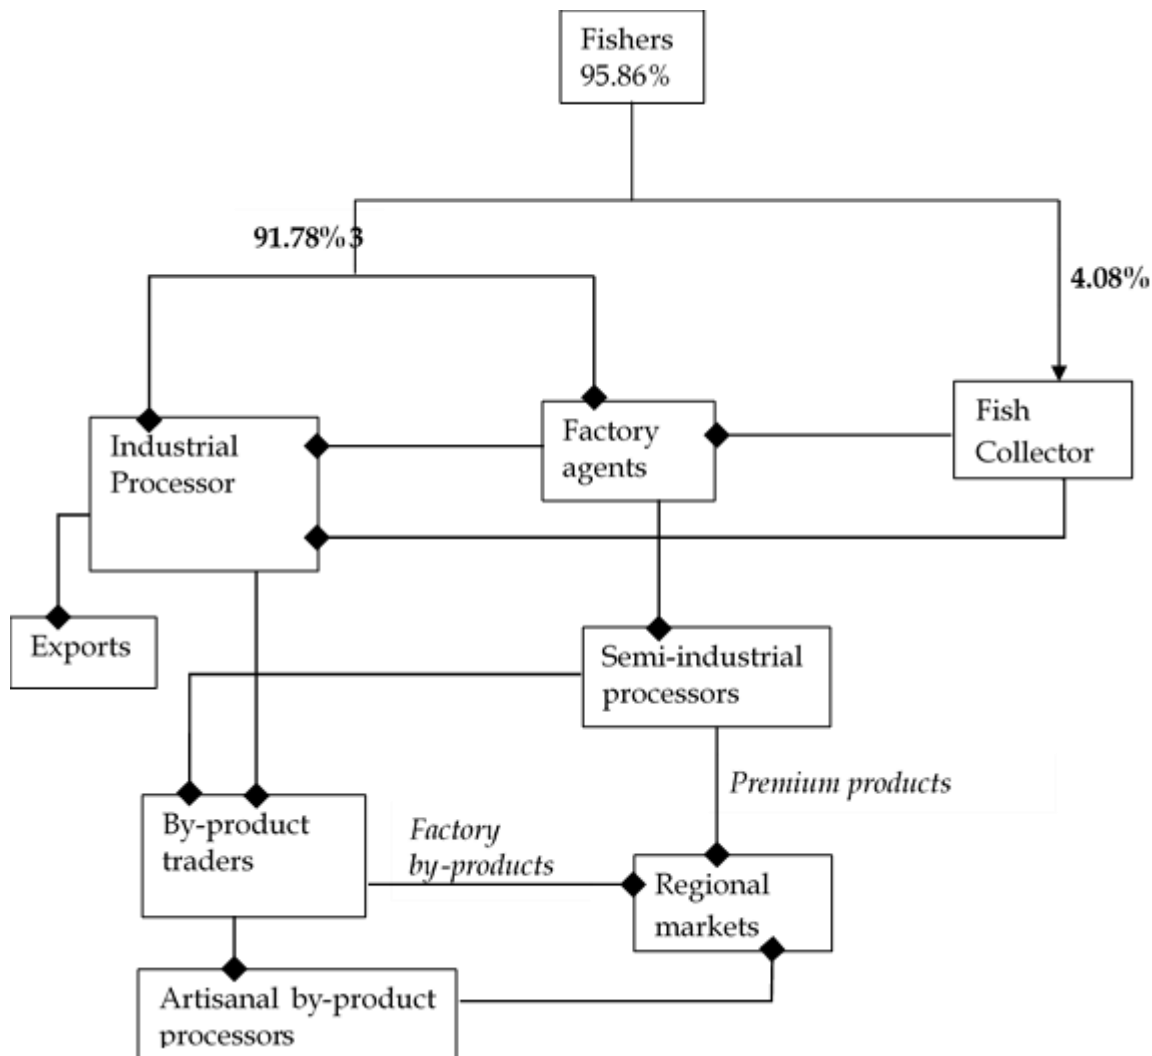 Fishers
95.86%
91.78%3
4.08%
Industrial
Processor
Factory
agents
Fish
Collector
Exports
Semi-industrial
processors
Premium products
By-product
traders
Factory
by-products
Regional
markets
Artisanal by-product
processors